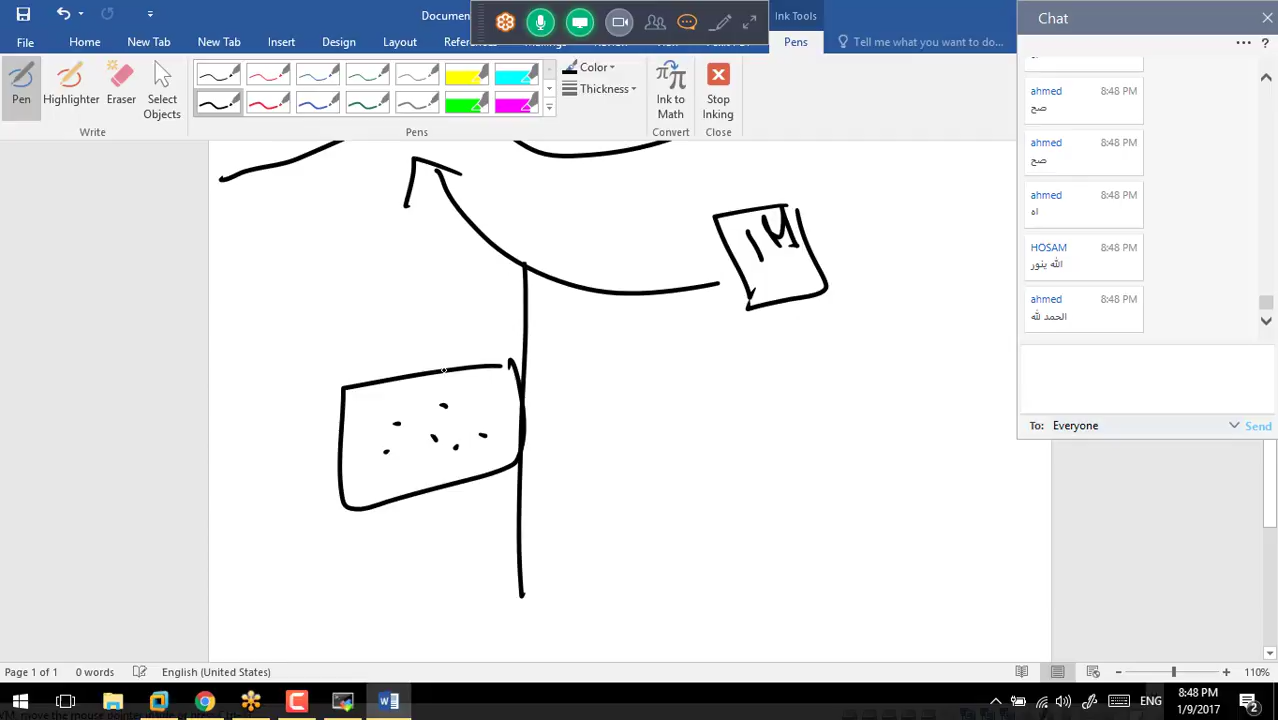 Documen
Ink Tools
Chat
File
Home
New Tab
New Tab
Insert
Design
Layout
Pens
Tell me what you want to do...
Pen
Highlighter
Eraser
Select
Objects
Color
Thickness
Ink to
Math
Stop
Inking
Write
Pens
Convert
Close
ahmed 8:48 PM
صح
ahmed 8:48 PM
صح
ahmed 8:48 PM
اه
HOSAM 8:48 PM
الله ينور
ahmed 8:48 PM
الحمد لله
To: Everyone
Send
1M
Page 1 of 1
0 words
English (United States)
110%
ENG
8:48 PM
1/9/2017
2